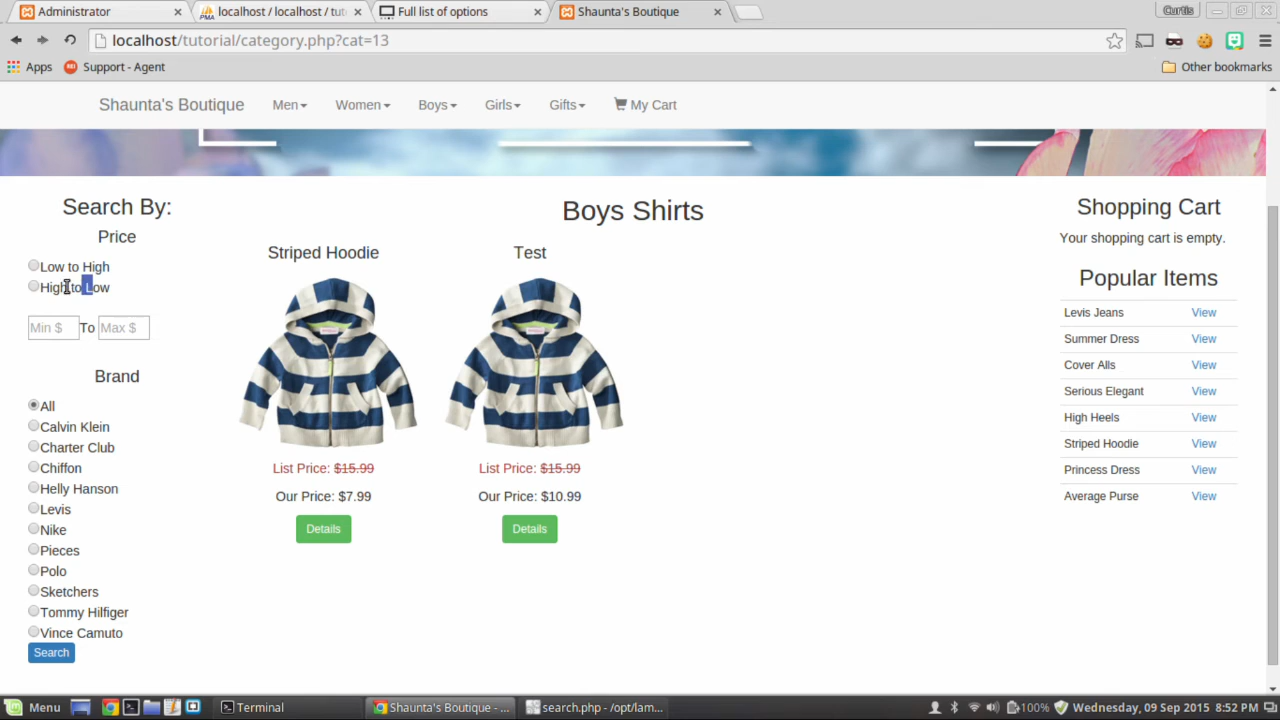 Administrator
localhost / localhost / tut
Full list of options
Shaunta's Boutique
Curtis
localhost/tutorial/category.php?cat=13
Apps
Support - Agent
Other bookmarks
Shaunta's Boutique
Men
Women
Boys
Girls
Gifts
My Cart
Search By:
Price
Low to High
High to Low
Min $ To Max $
Brand
All
Calvin Klein
Charter Club
Chiffon
Helly Hanson
Levis
Nike
Pieces
Polo
Sketchers
Tommy Hilfiger
Vince Camuto
Search
Boys Shirts
Striped Hoodie
List Price: $15.99
Our Price: $7.99
Details
Test
List Price: $15.99
Our Price: $10.99
Details
Shopping Cart
Your shopping cart is empty.
Popular Items
Levis Jeans View
Summer Dress View
Cover Alls View
Serious Elegant View
High Heels View
Striped Hoodie View
Princess Dress View
Average Purse View
Menu
Terminal
Shaunta's Boutique - ...
search.php - /opt/lam...
100%
Wednesday, 09 Sep 2015 8:52 PM